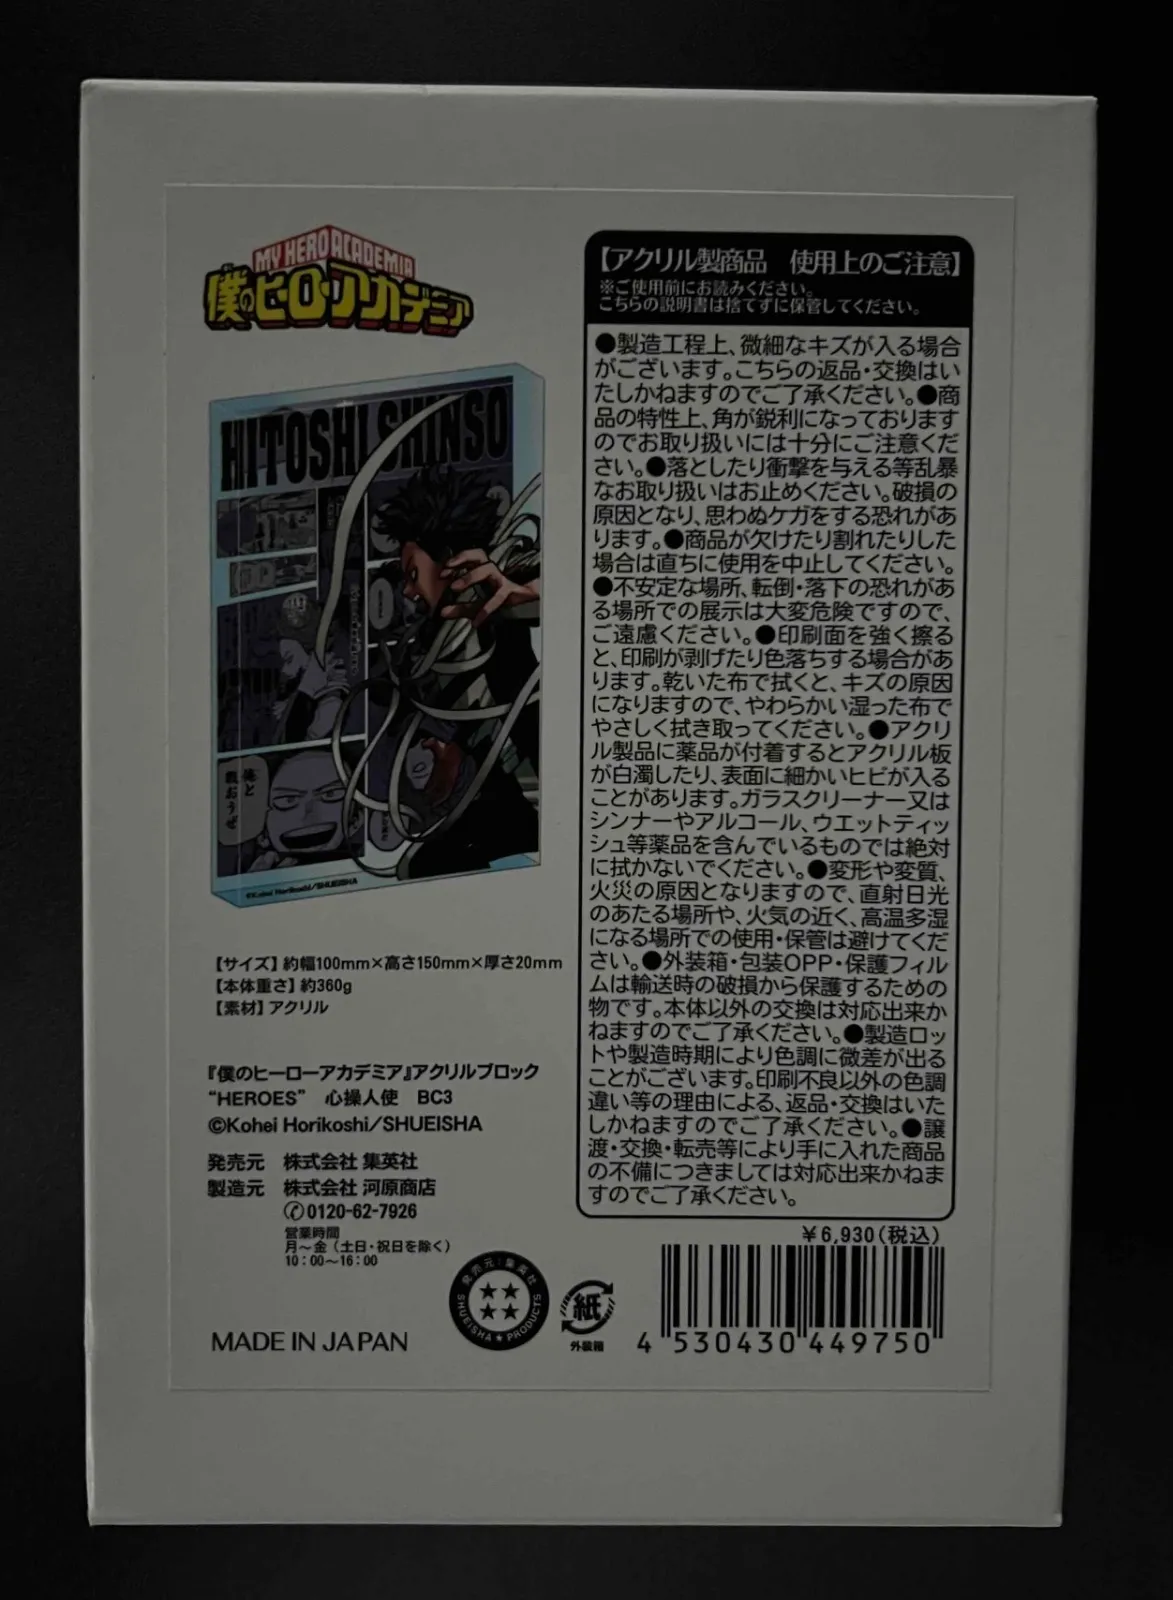 MY HERO ACADEMIA
僕のヒーローアカデミア
HITOSHI SHINSO
俺と
戦おうぜ
©Kohei Horikoshi/SHUEISHA
【サイズ】約幅100mm×高さ150mm×厚さ20mm
【本体重さ】約360g
【素材】アクリル
『僕のヒーローアカデミア』アクリルブロック
“HEROES” 心操人使 BC3
©Kohei Horikoshi/SHUEISHA
発売元 株式会社 集英社
製造元 株式会社 河原商店
0120-62-7926
営業時間
月～金（土日・祝日を除く）
10：00～16：00
MADE IN JAPAN
発売元：集英社
SHUEISHA★PRODUCTS
紙
外装箱
【アクリル製商品 使用上のご注意】
※ご使用前にお読みください。
こちらの説明書は捨てずに保管してください。
●製造工程上、微細なキズが入る場合
がございます。こちらの返品・交換はい
たしかねますのでご了承ください。●商
品の特性上、角が鋭利になっております
のでお取り扱いには十分にご注意くだ
さい。●落としたり衝撃を与える等乱暴
なお取り扱いはお止めください。破損の
原因となり、思わぬケガをする恐れがあ
ります。●商品が欠けたり割れたりした
場合は直ちに使用を中止してください。
●不安定な場所、転倒・落下の恐れがあ
る場所での展示は大変危険ですので、
ご遠慮ください。●印刷面を強く擦る
と、印刷が剥げたり色落ちする場合があ
ります。乾いた布で拭くと、キズの原因
になりますので、やわらかい湿った布で
やさしく拭き取ってください。●アクリ
ル製品に薬品が付着するとアクリル板
が白濁したり、表面に細かいヒビが入る
ことがあります。ガラスクリーナー又は
シンナーやアルコール、ウエットティッ
シュ等薬品を含んでいるものでは絶対
に拭かないでください。●変形や変質、
火災の原因となりますので、直射日光
のあたる場所や、火気の近く、高温多湿
になる場所での使用・保管は避けてくだ
さい。●外装箱・包装OPP・保護フィル
ムは輸送時の破損から保護するための
物です。本体以外の交換は対応出来か
ねますのでご了承ください。●製造ロッ
トや製造時期により色調に微差が出る
ことがございます。印刷不良以外の色調
違い等の理由による、返品・交換はいた
しかねますのでご了承ください。●譲
渡・交換・転売等により手に入れた商品
の不備につきましては対応出来かねま
すのでご了承ください。
￥6,930（税込）
4 530430 449750